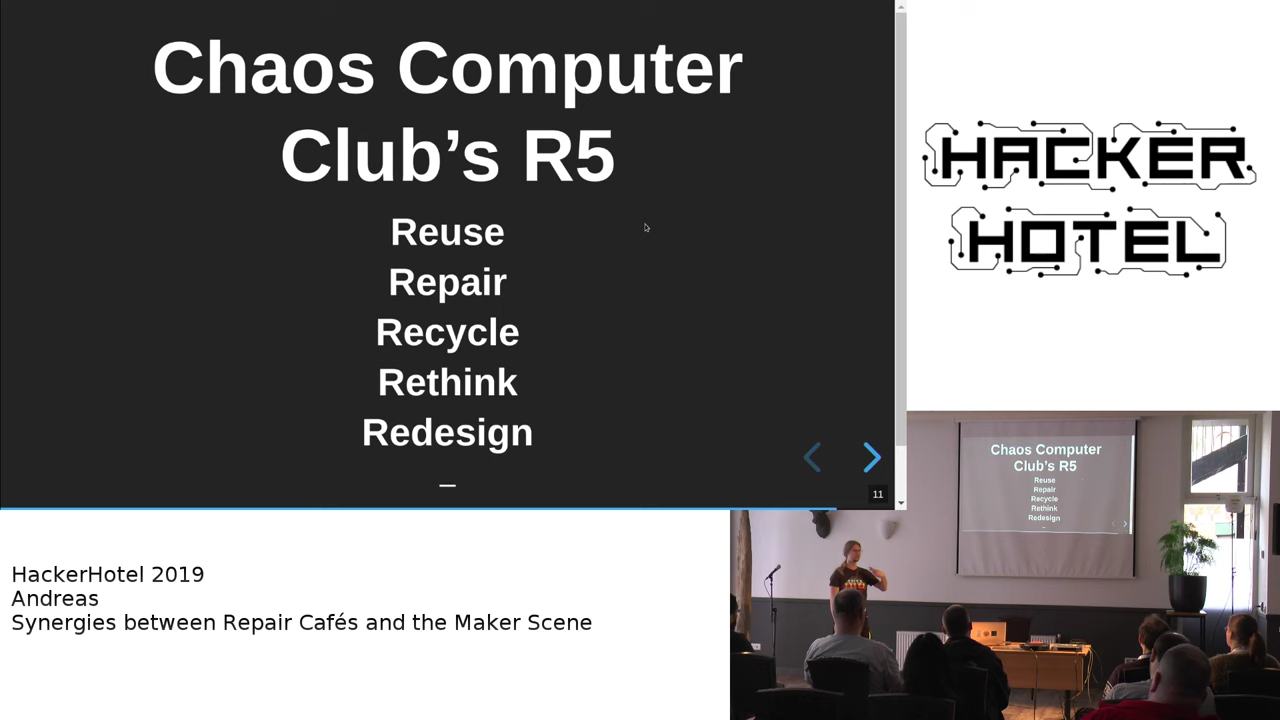 Chaos Computer
Club’s R5
Reuse
Repair
Recycle
Rethink
Redesign
_
11
HACKER
HOTEL
Chaos Computer
Club's R5
Reuse
Repair
Recycle
Rethink
Redesign
HackerHotel 2019
Andreas
Synergies between Repair Cafés and the Maker Scene